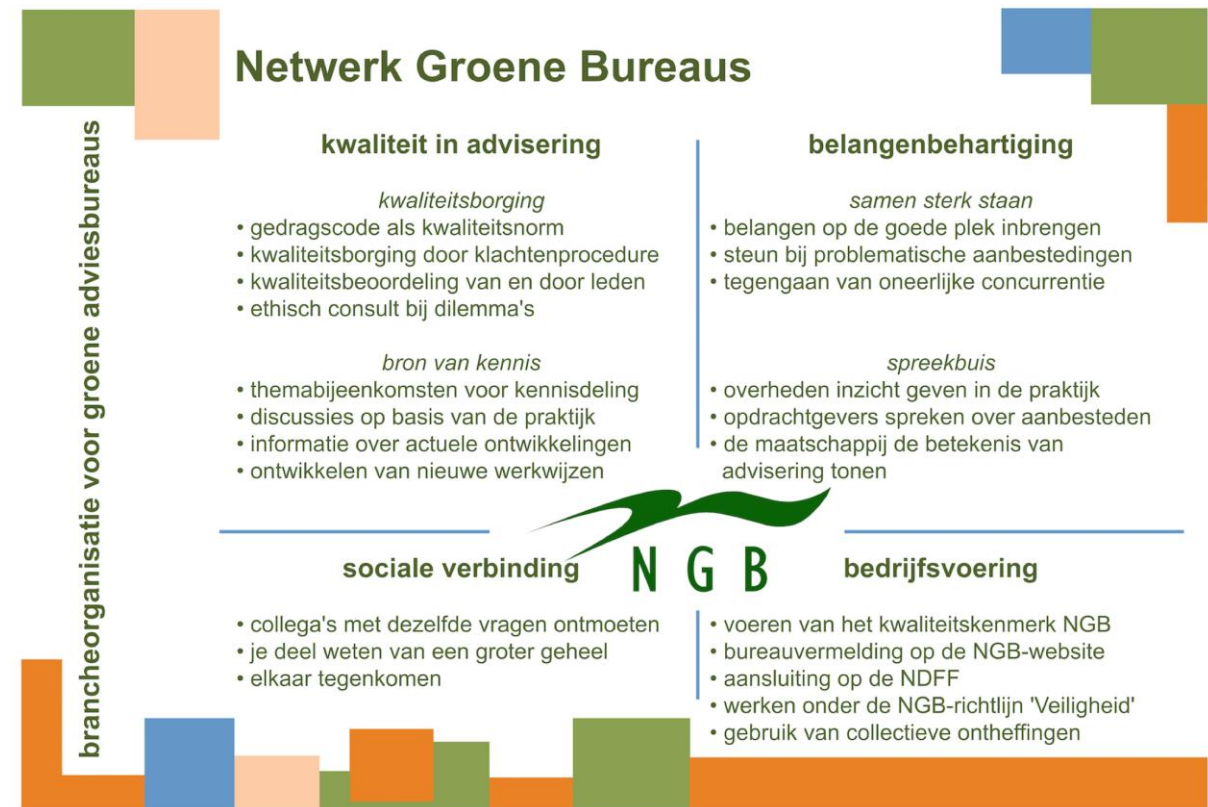 Netwerk Groene Bureaus
brancheorganisatie voor groene adviesbureaus
kwaliteit in advisering
kwaliteitsborging
• gedragscode als kwaliteitsnorm
• kwaliteitsborging door klachtenprocedure
• kwaliteitsbeoordeling van en door leden
• ethisch consult bij dilemma's
bron van kennis
• themabijeenkomsten voor kennisdeling
• discussies op basis van de praktijk
• informatie over actuele ontwikkelingen
• ontwikkelen van nieuwe werkwijzen
belangenbehartiging
samen sterk staan
• belangen op de goede plek inbrengen
• steun bij problematische aanbestedingen
• tegengaan van oneerlijke concurrentie
spreekbuis
• overheden inzicht geven in de praktijk
• opdrachtgevers spreken over aanbesteden
• de maatschappij de betekenis van
advisering tonen
NGB
sociale verbinding
• collega's met dezelfde vragen ontmoeten
• je deel weten van een groter geheel
• elkaar tegenkomen
bedrijfsvoering
• voeren van het kwaliteitskenmerk NGB
• bureauvermelding op de NGB-website
• aansluiting op de NDFF
• werken onder de NGB-richtlijn 'Veiligheid'
• gebruik van collectieve ontheffingen